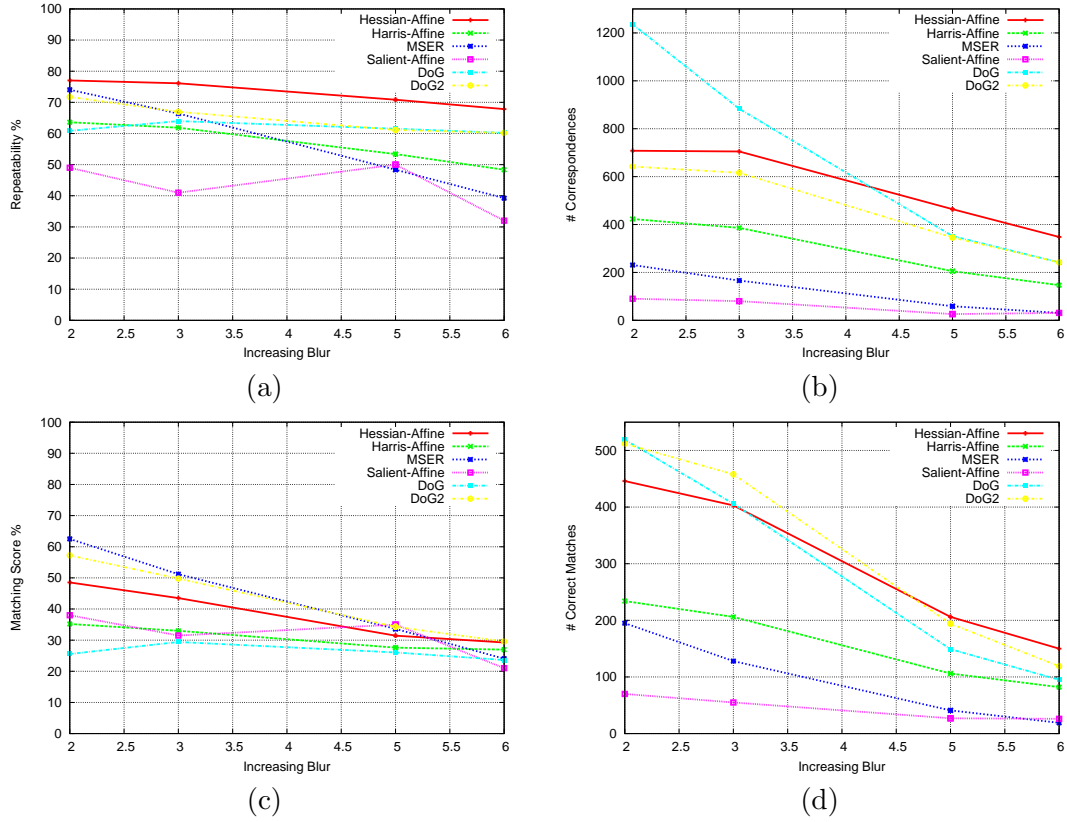 100
90
80
70
60
50
40
30
20
10
0
Repeatability %
2 2.5 3 3.5 4 4.5 5 5.5 6
Increasing Blur
Hessian-Affine
Harris-Affine
MSER
Salient-Affine
DoG
DoG2
(a)
1200
1000
800
600
400
200
0
# Correspondences
2 2.5 3 3.5 4 4.5 5 5.5 6
Increasing Blur
Hessian-Affine
Harris-Affine
MSER
Salient-Affine
DoG
DoG2
(b)
100
90
80
70
60
50
40
30
20
10
0
Matching Score %
2 2.5 3 3.5 4 4.5 5 5.5 6
Increasing Blur
Hessian-Affine
Harris-Affine
MSER
Salient-Affine
DoG
DoG2
(c)
500
400
300
200
100
0
# Correct Matches
2 2.5 3 3.5 4 4.5 5 5.5 6
Increasing Blur
Hessian-Affine
Harris-Affine
MSER
Salient-Affine
DoG
DoG2
(d)